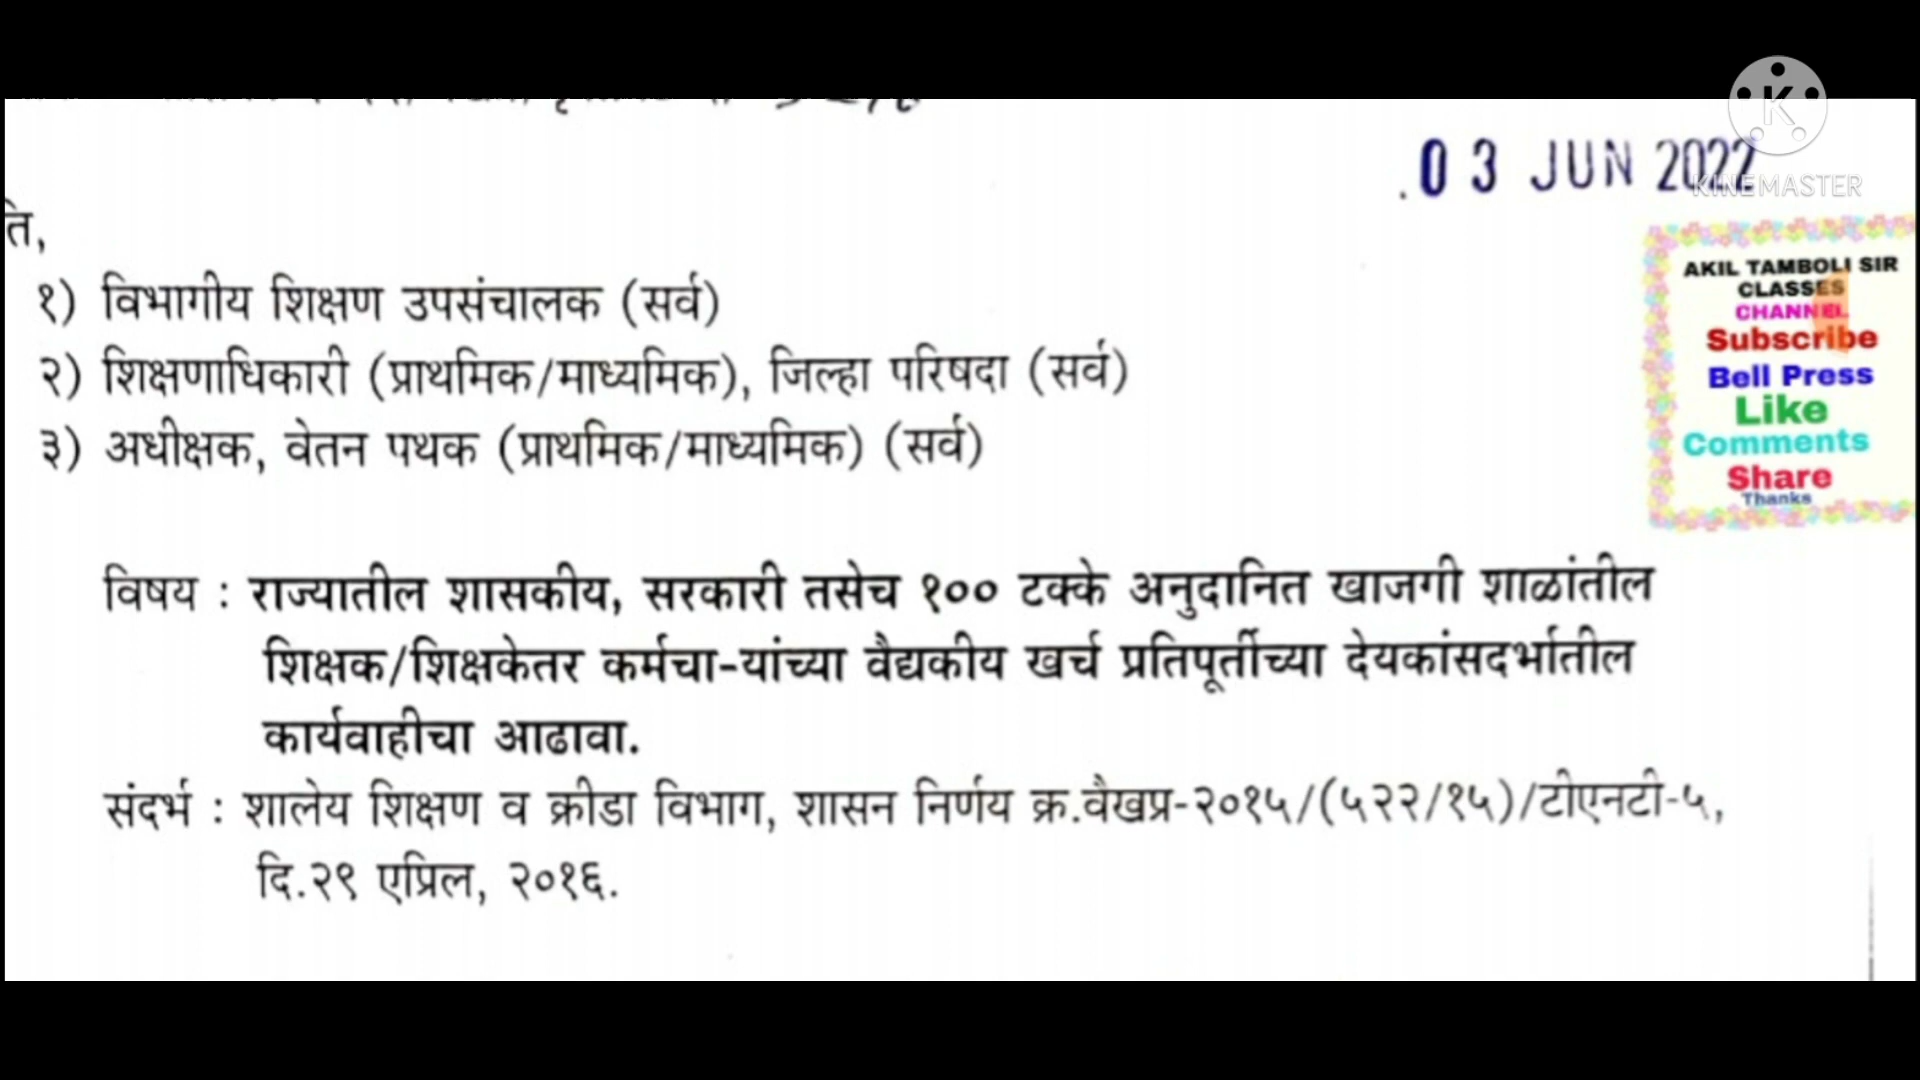 03 JUN 2022
KINEMASTER
ति,
१) विभागीय शिक्षण उपसंचालक (सर्व)
२) शिक्षणाधिकारी (प्राथमिक/माध्यमिक), जिल्हा परिषदा (सर्व)
३) अधीक्षक, वेतन पथक (प्राथमिक/माध्यमिक) (सर्व)
AKIL TAMBOLI SIR
CLASSES
CHANNEL
Subscribe
Bell Press
Like
Comments
Share
Thanks
विषय : राज्यातील शासकीय, सरकारी तसेच १०० टक्के अनुदानित खाजगी शाळांतील
शिक्षक/शिक्षकेतर कर्मचा-यांच्या वैद्यकीय खर्च प्रतिपूर्तीच्या देयकांसदर्भातील
कार्यवाहीचा आढावा.
संदर्भ : शालेय शिक्षण व क्रीडा विभाग, शासन निर्णय क्र.वैखप्र-२०१५/(५२२/१५)/टीएनटी-५,
दि.२९ एप्रिल, २०१६.